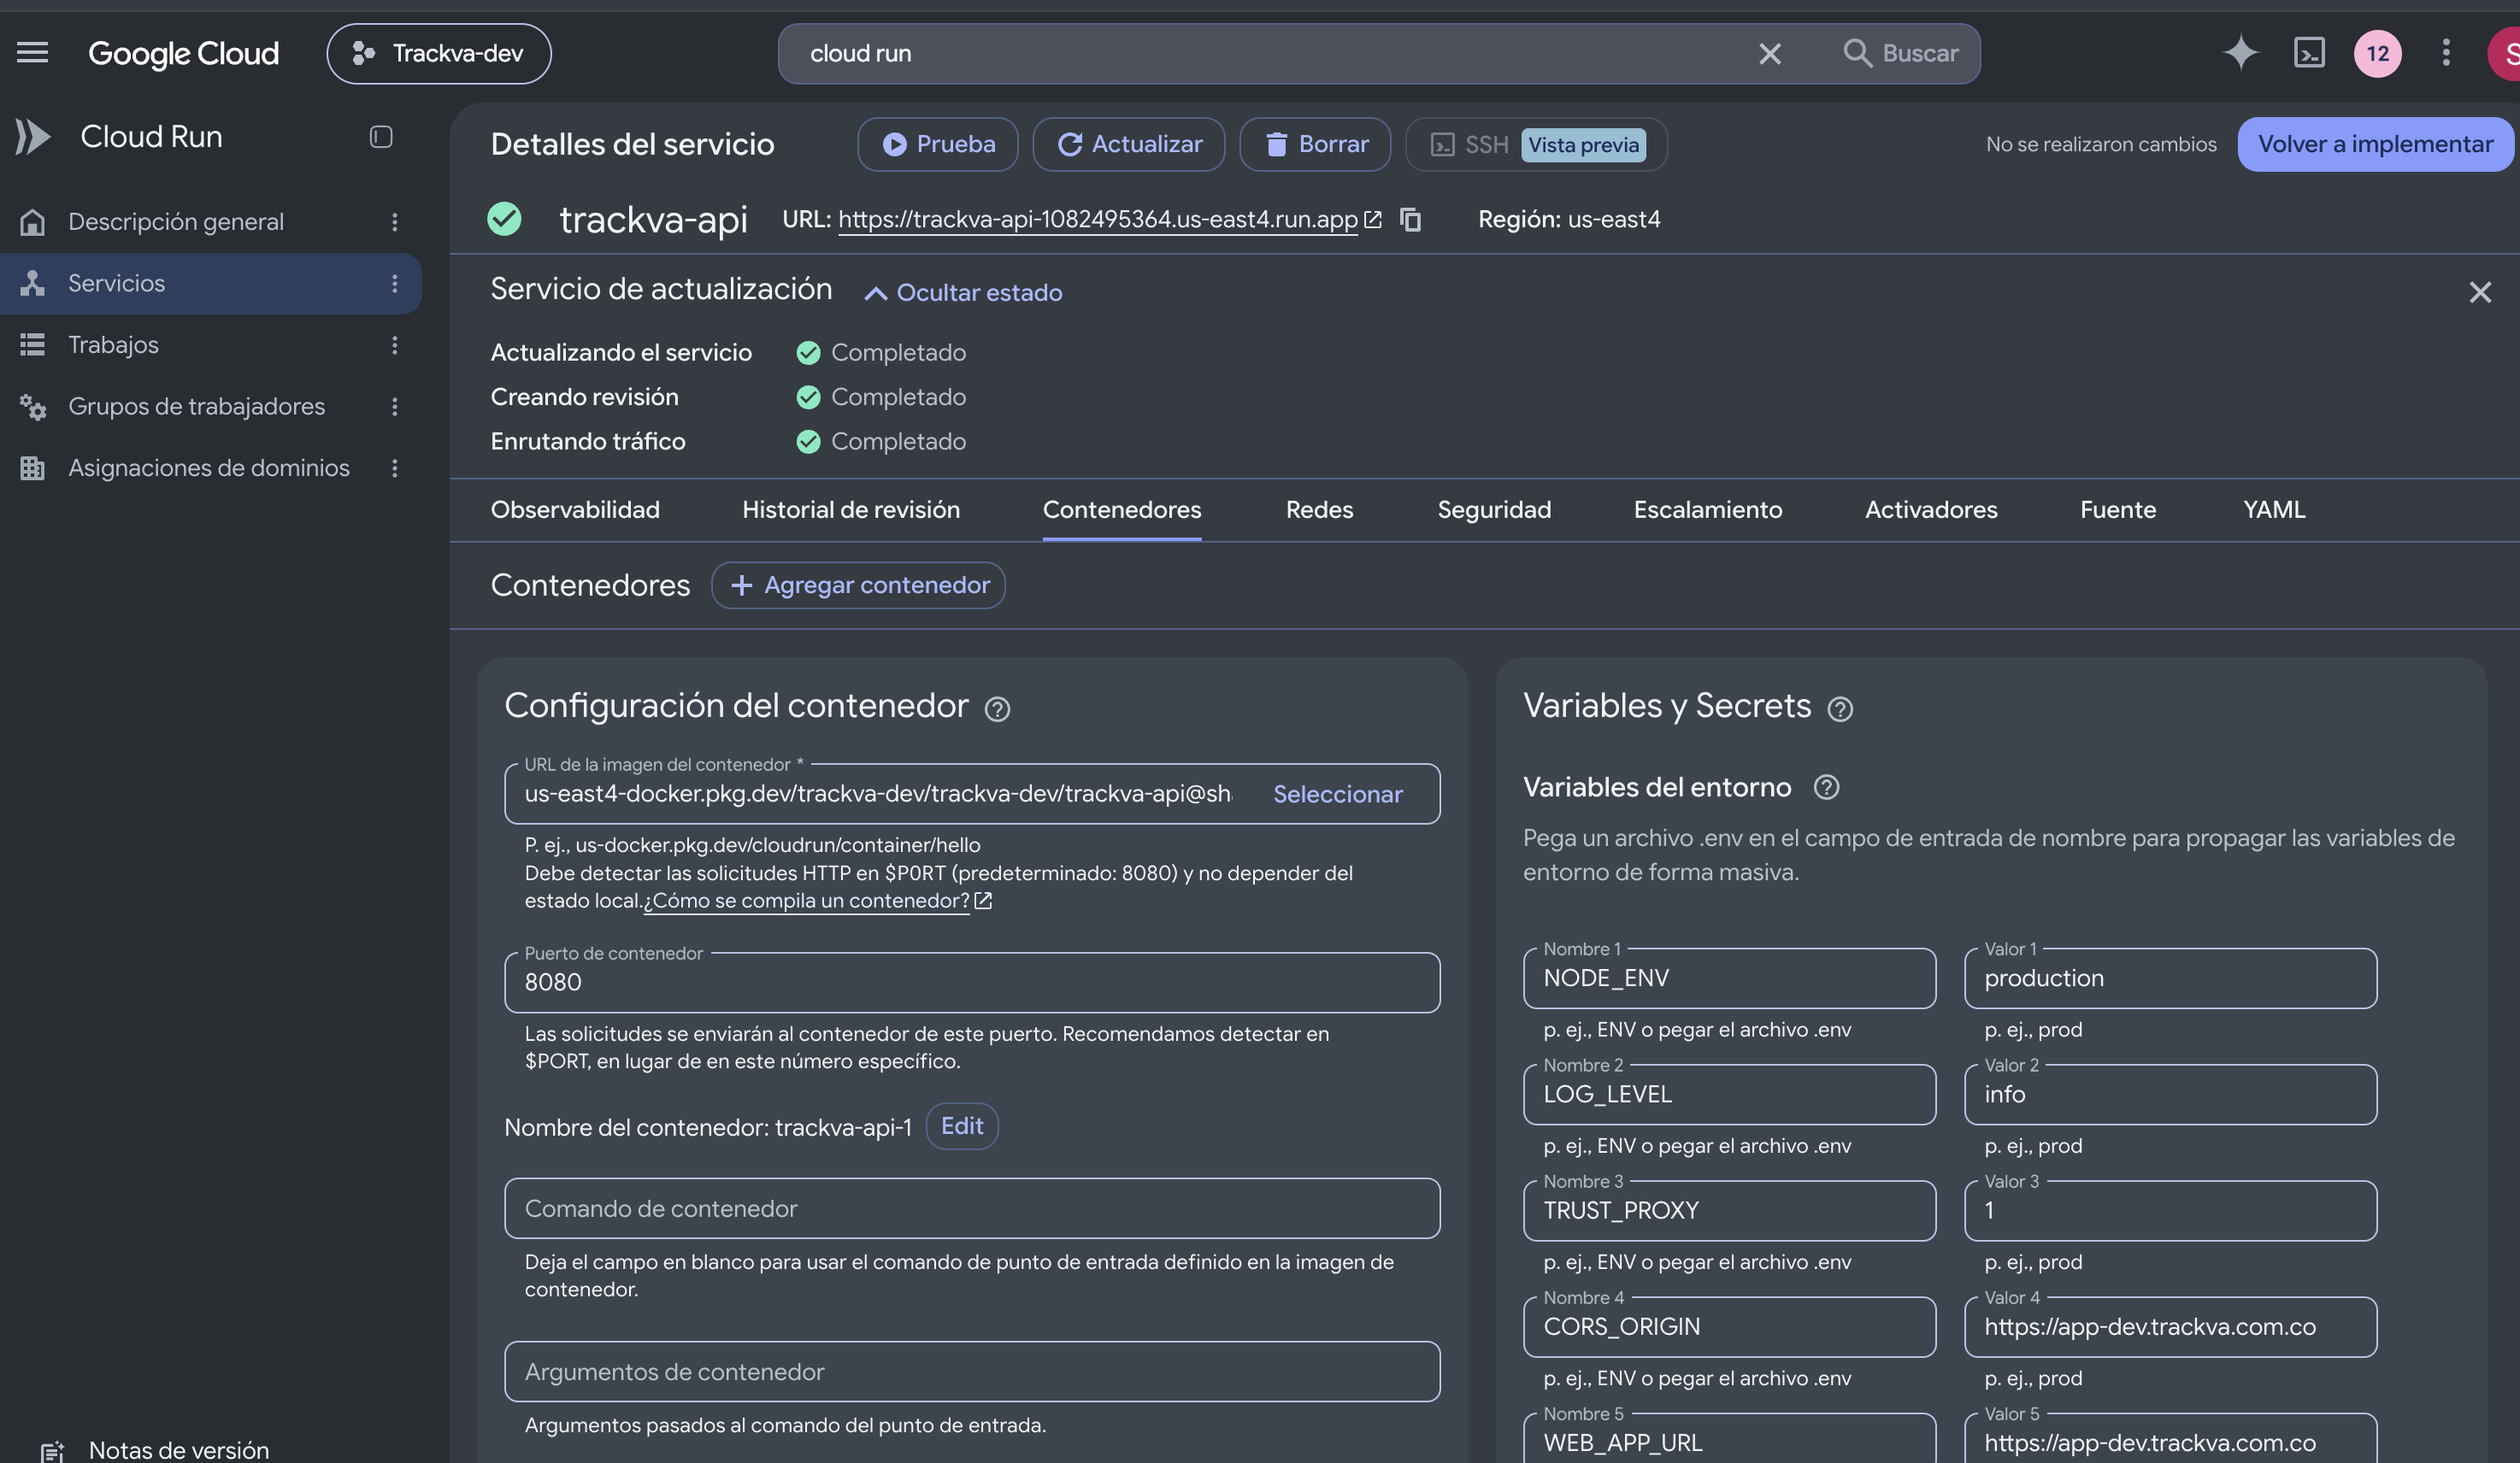 Google Cloud
Trackva-dev
cloud run
Buscar
12
S
Cloud Run
Descripción general
Servicios
Trabajos
Grupos de trabajadores
Asignaciones de dominios
Notas de versión
Detalles del servicio
Prueba
Actualizar
Borrar
SSH Vista previa
No se realizaron cambios
Volver a implementar
trackva-api
URL: https://trackva-api-1082495364.us-east4.run.app
Región: us-east4
Servicio de actualización
Ocultar estado
Actualizando el servicio Completado
Creando revisión Completado
Enrutando tráfico Completado
Observabilidad
Historial de revisión
Contenedores
Redes
Seguridad
Escalamiento
Activadores
Fuente
YAML
Contenedores
Agregar contenedor
Configuración del contenedor
URL de la imagen del contenedor *
us-east4-docker.pkg.dev/trackva-dev/trackva-dev/trackva-api@sh
Seleccionar
P. ej., us-docker.pkg.dev/cloudrun/container/hello
Debe detectar las solicitudes HTTP en $PORT (predeterminado: 8080) y no depender del
estado local.¿Cómo se compila un contenedor?
Puerto de contenedor
8080
Las solicitudes se enviarán al contenedor de este puerto. Recomendamos detectar en
$PORT, en lugar de en este número específico.
Nombre del contenedor: trackva-api-1
Edit
Comando de contenedor
Deja el campo en blanco para usar el comando de punto de entrada definido en la imagen de
contenedor.
Argumentos de contenedor
Argumentos pasados al comando del punto de entrada.
Variables y Secrets
Variables del entorno
Pega un archivo .env en el campo de entrada de nombre para propagar las variables de
entorno de forma masiva.
Nombre 1
NODE_ENV
p. ej., ENV o pegar el archivo .env
Valor 1
production
p. ej., prod
Nombre 2
LOG_LEVEL
p. ej., ENV o pegar el archivo .env
Valor 2
info
p. ej., prod
Nombre 3
TRUST_PROXY
p. ej., ENV o pegar el archivo .env
Valor 3
1
p. ej., prod
Nombre 4
CORS_ORIGIN
p. ej., ENV o pegar el archivo .env
Valor 4
https://app-dev.trackva.com.co
p. ej., prod
Nombre 5
WEB_APP_URL
Valor 5
https://app-dev.trackva.com.co